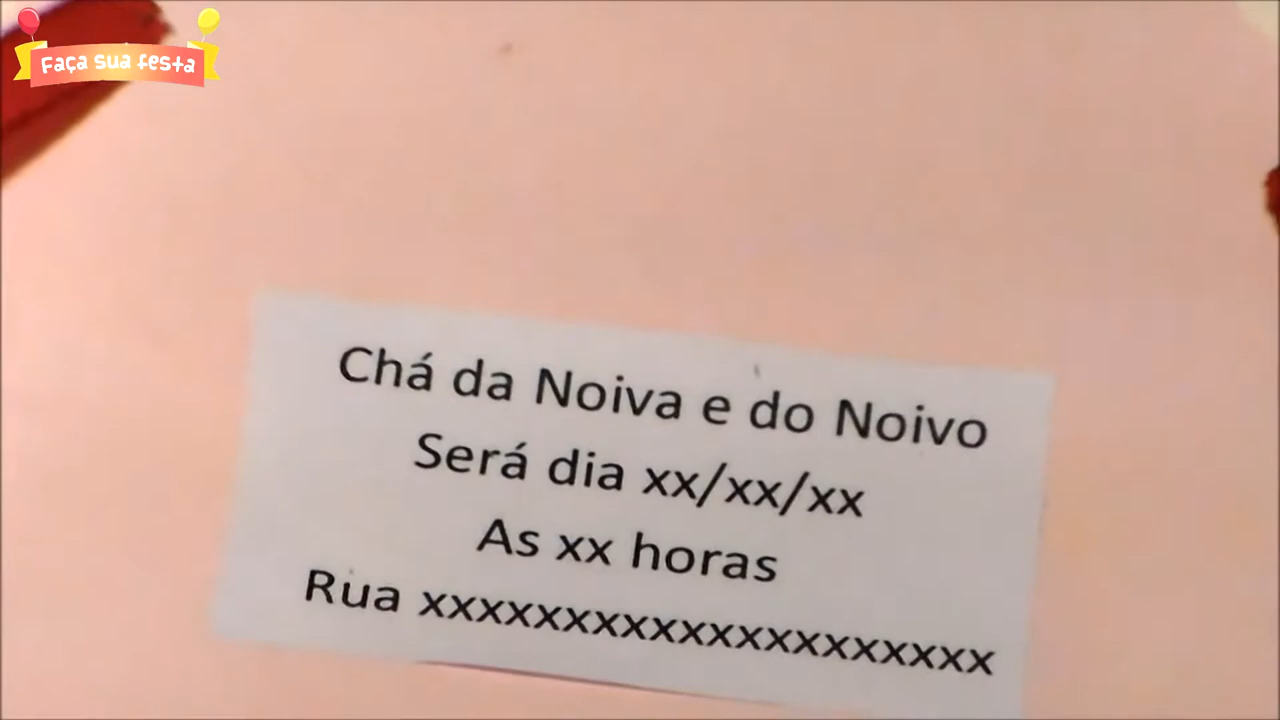 Faça sua festa
Chá da Noiva e do Noivo
Será dia xx/xx/xx
As xx horas
Rua xxxxxxxxxxxxxxxxxxxx